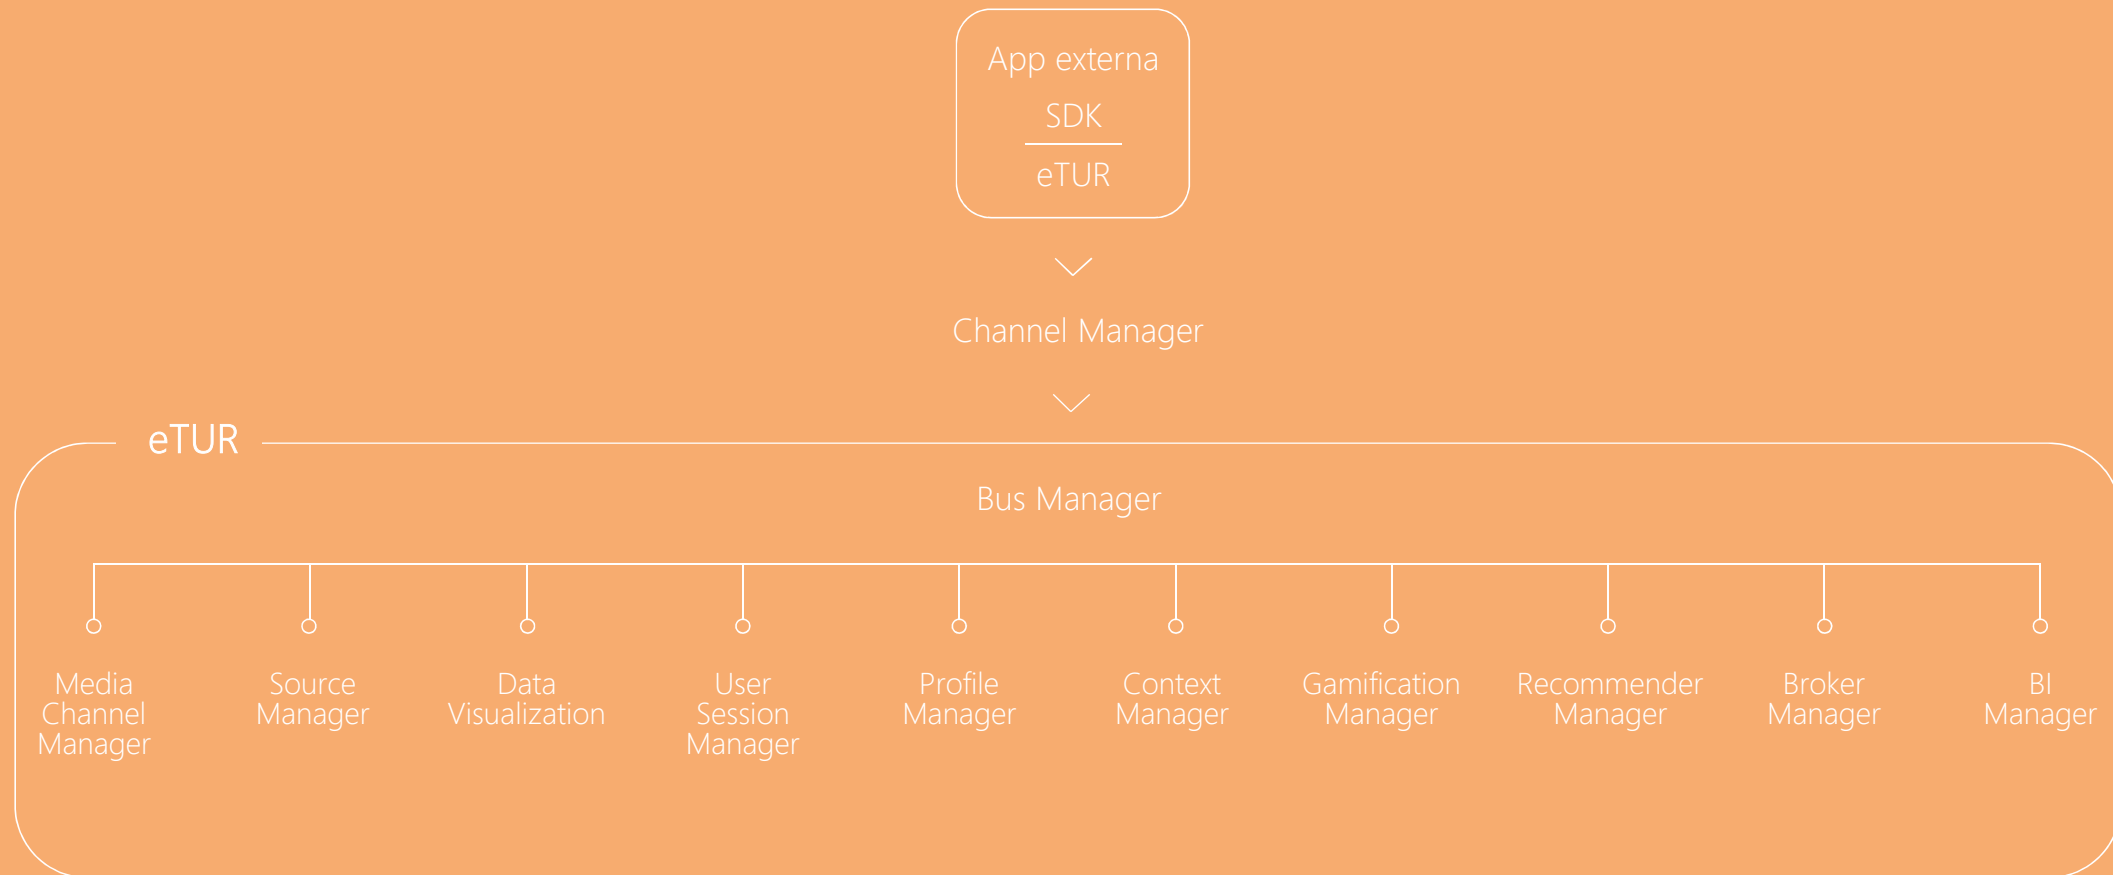 App externa
SDK
eTUR
Channel Manager
eTUR
Bus Manager
Media
Channel
Manager
Source
Manager
Data
Visualization
User
Session
Manager
Profile
Manager
Context
Manager
Gamification
Manager
Recommender
Manager
Broker
Manager
BI
Manager